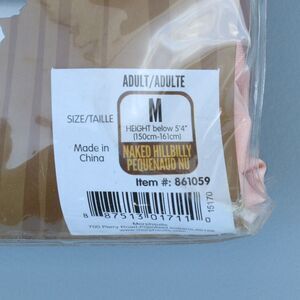 ADULT/ADULTE
SIZE/TAILLE
M
HEIGHT below 5'4"
(150cm-161cm)
Made in
China
NAKED HILLBILLY
PEQUENAUD NU
Item #: 861059
8 87513 01711 0
15170